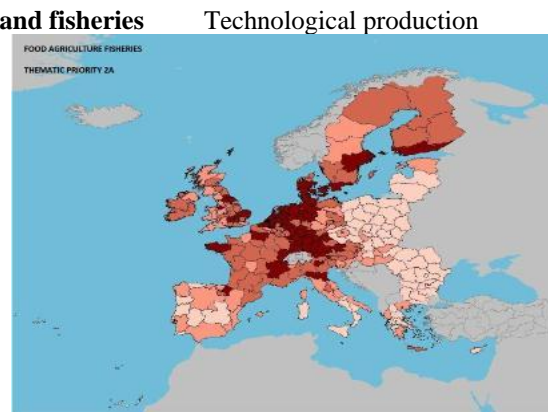 and fisheries Technological production
FOOD AGRICULTURE FISHERIES
THEMATIC PRIORITY 2A